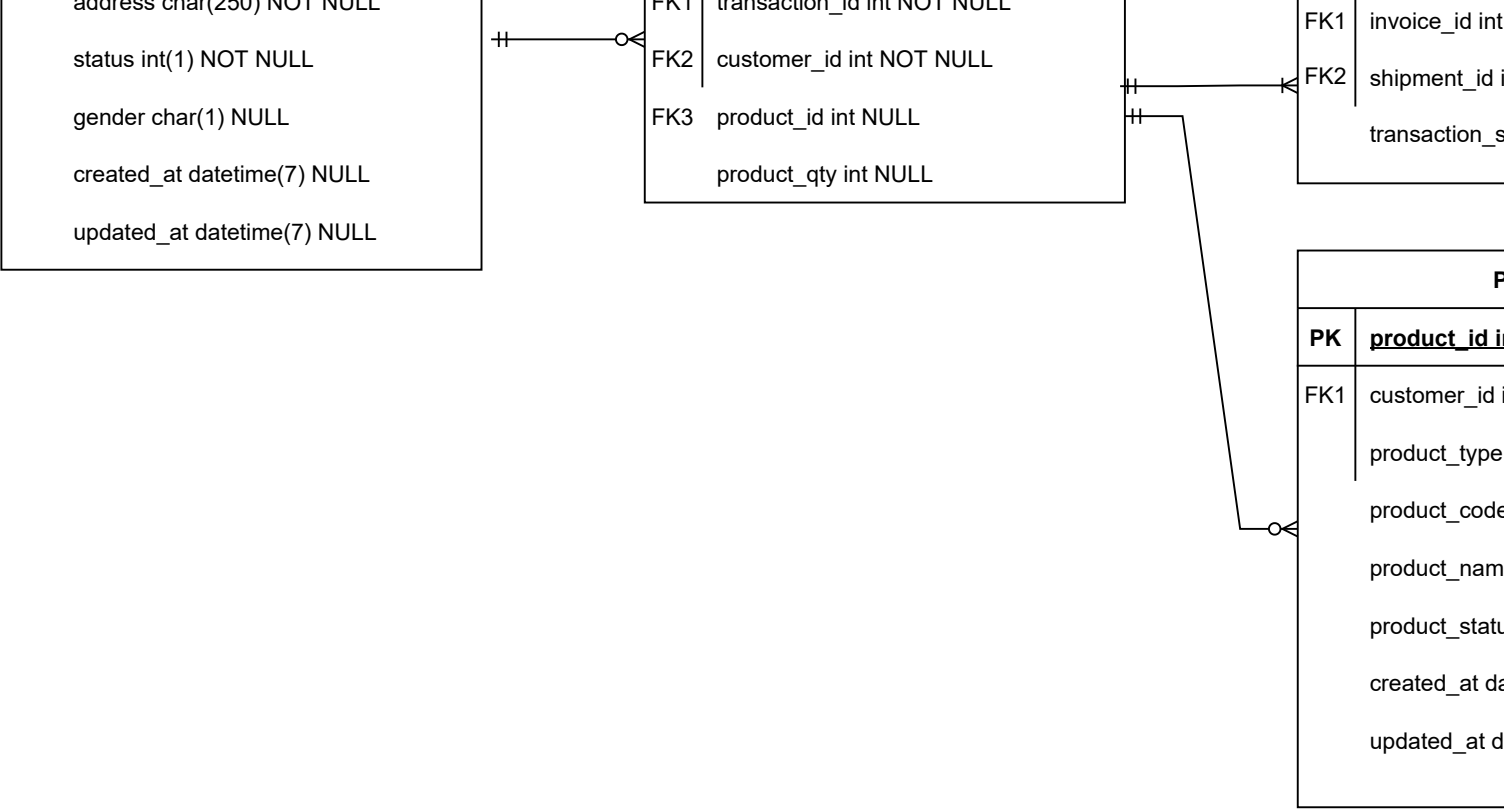 address char(250) NOT NULL
status int(1) NOT NULL
gender char(1) NULL
created_at datetime(7) NULL
updated_at datetime(7) NULL
FK1 transaction_id int NOT NULL
FK2 customer_id int NOT NULL
FK3 product_id int NULL
product_qty int NULL
FK1 invoice_id int
FK2 shipment_id i
transaction_s
P
PK product_id in
FK1 customer_id i
product_type
product_code
product_nam
product_statu
created_at da
updated_at d